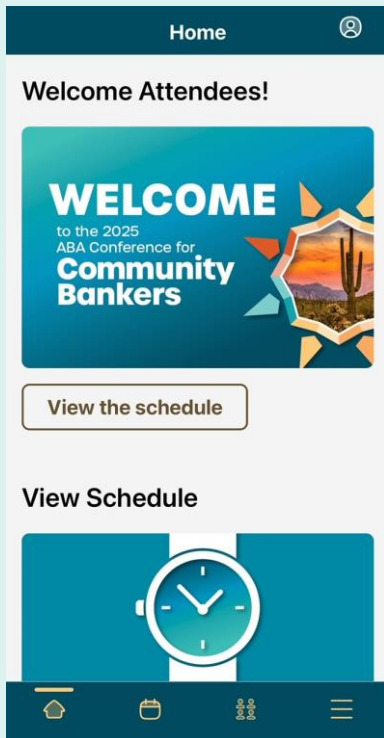 Home
Welcome Attendees!
WELCOME
to the 2025
ABA Conference for
Community
Bankers
View the schedule
View Schedule